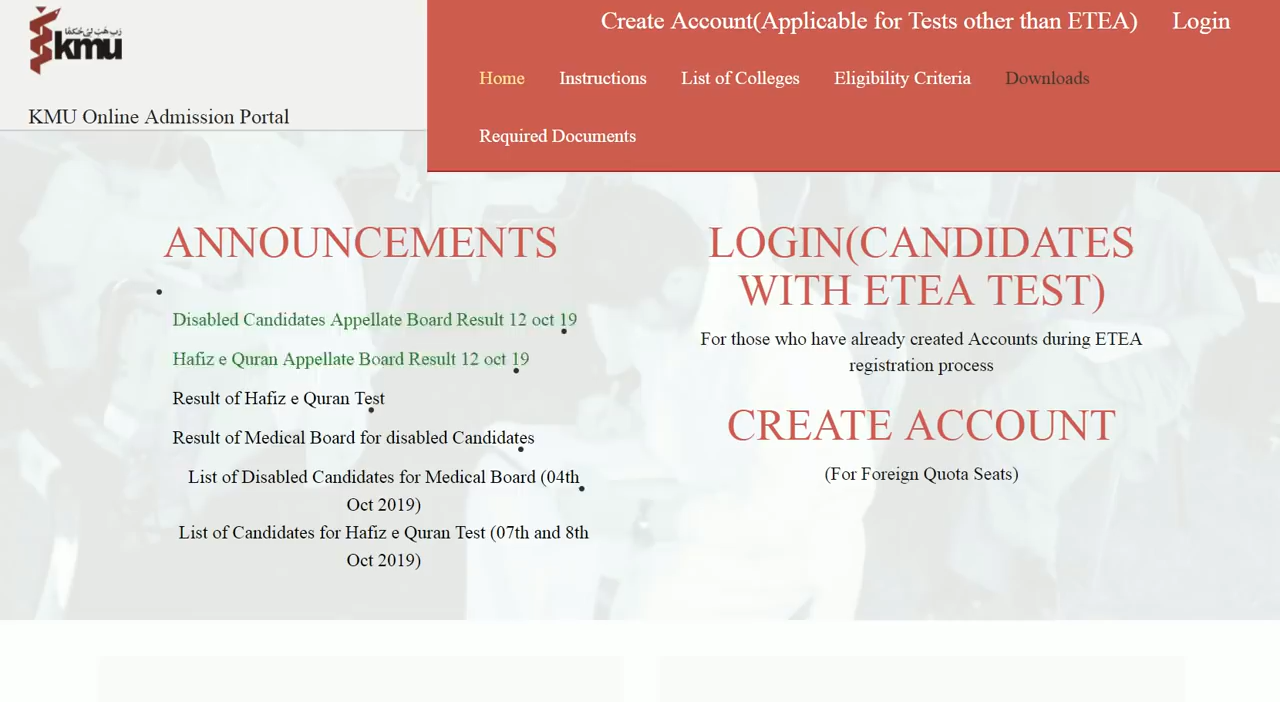 kmu
KMU Online Admission Portal
Create Account(Applicable for Tests other than ETEA) Login
Home Instructions List of Colleges Eligibility Criteria Downloads
Required Documents
ANNOUNCEMENTS
Disabled Candidates Appellate Board Result 12 oct 19
Hafiz e Quran Appellate Board Result 12 oct 19
Result of Hafiz e Quran Test
Result of Medical Board for disabled Candidates
List of Disabled Candidates for Medical Board (04th
Oct 2019)
List of Candidates for Hafiz e Quran Test (07th and 8th
Oct 2019)
LOGIN(CANDIDATES
WITH ETEA TEST)
For those who have already created Accounts during ETEA
registration process
CREATE ACCOUNT
(For Foreign Quota Seats)